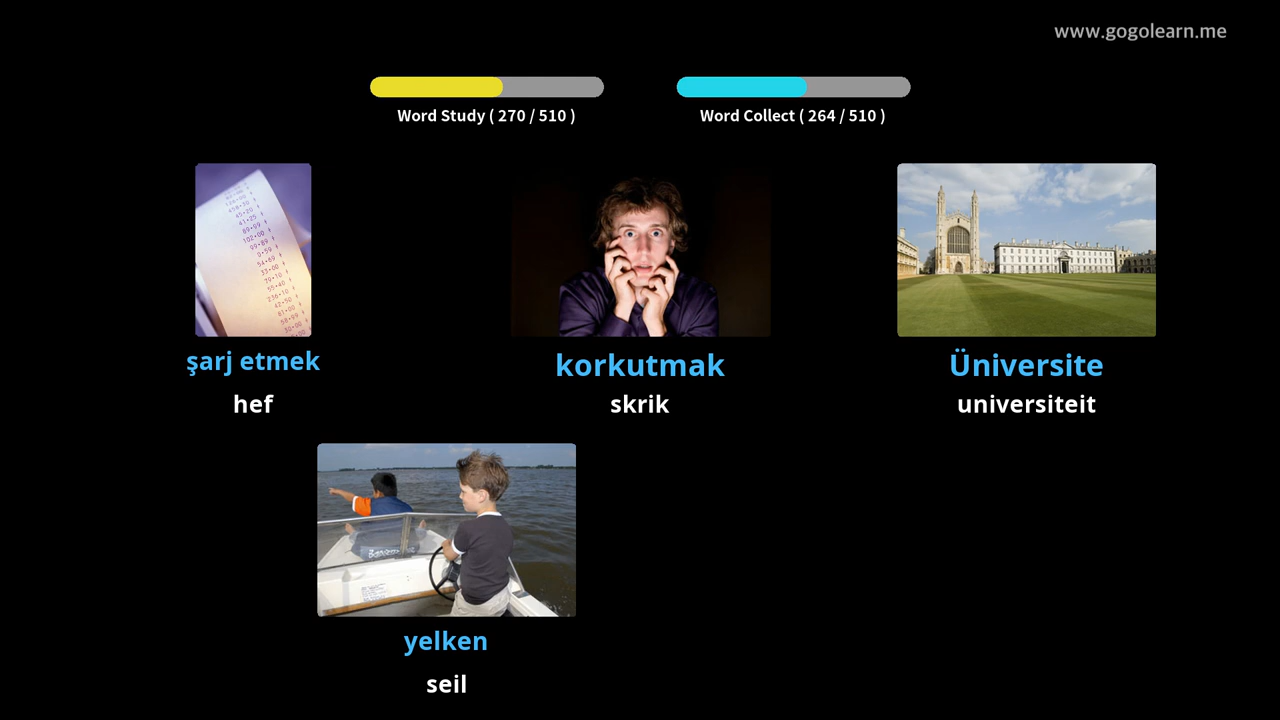 www.gogolearn.me
Word Study ( 270 / 510 )
Word Collect ( 264 / 510 )
şarj etmek
korkutmak
Üniversite
hef
skrik
universiteit
yelken
seil